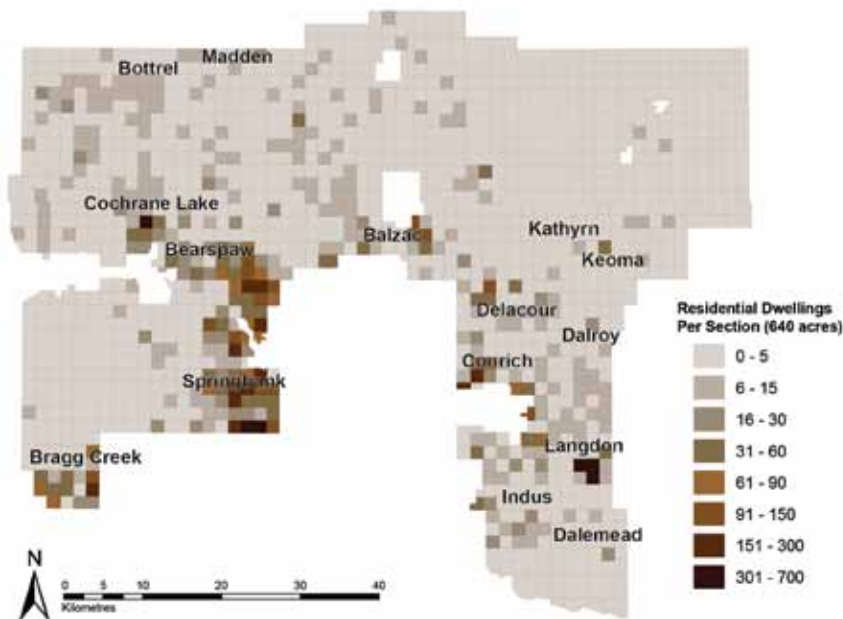 Madden
Bottrel
Cochrane Lake
Bearspaw
Balzac
Kathyrn
Keoma
Delacour
Dalroy
Conrich
Springbank
Langdon
Bragg Creek
Indus
Dalemead
Residential Dwellings
Per Section (640 acres)
0 - 5
6 - 15
16 - 30
31 - 60
61 - 90
91 - 150
151 - 300
301 - 700
N
0 5 10 20 30 40
Kilometres